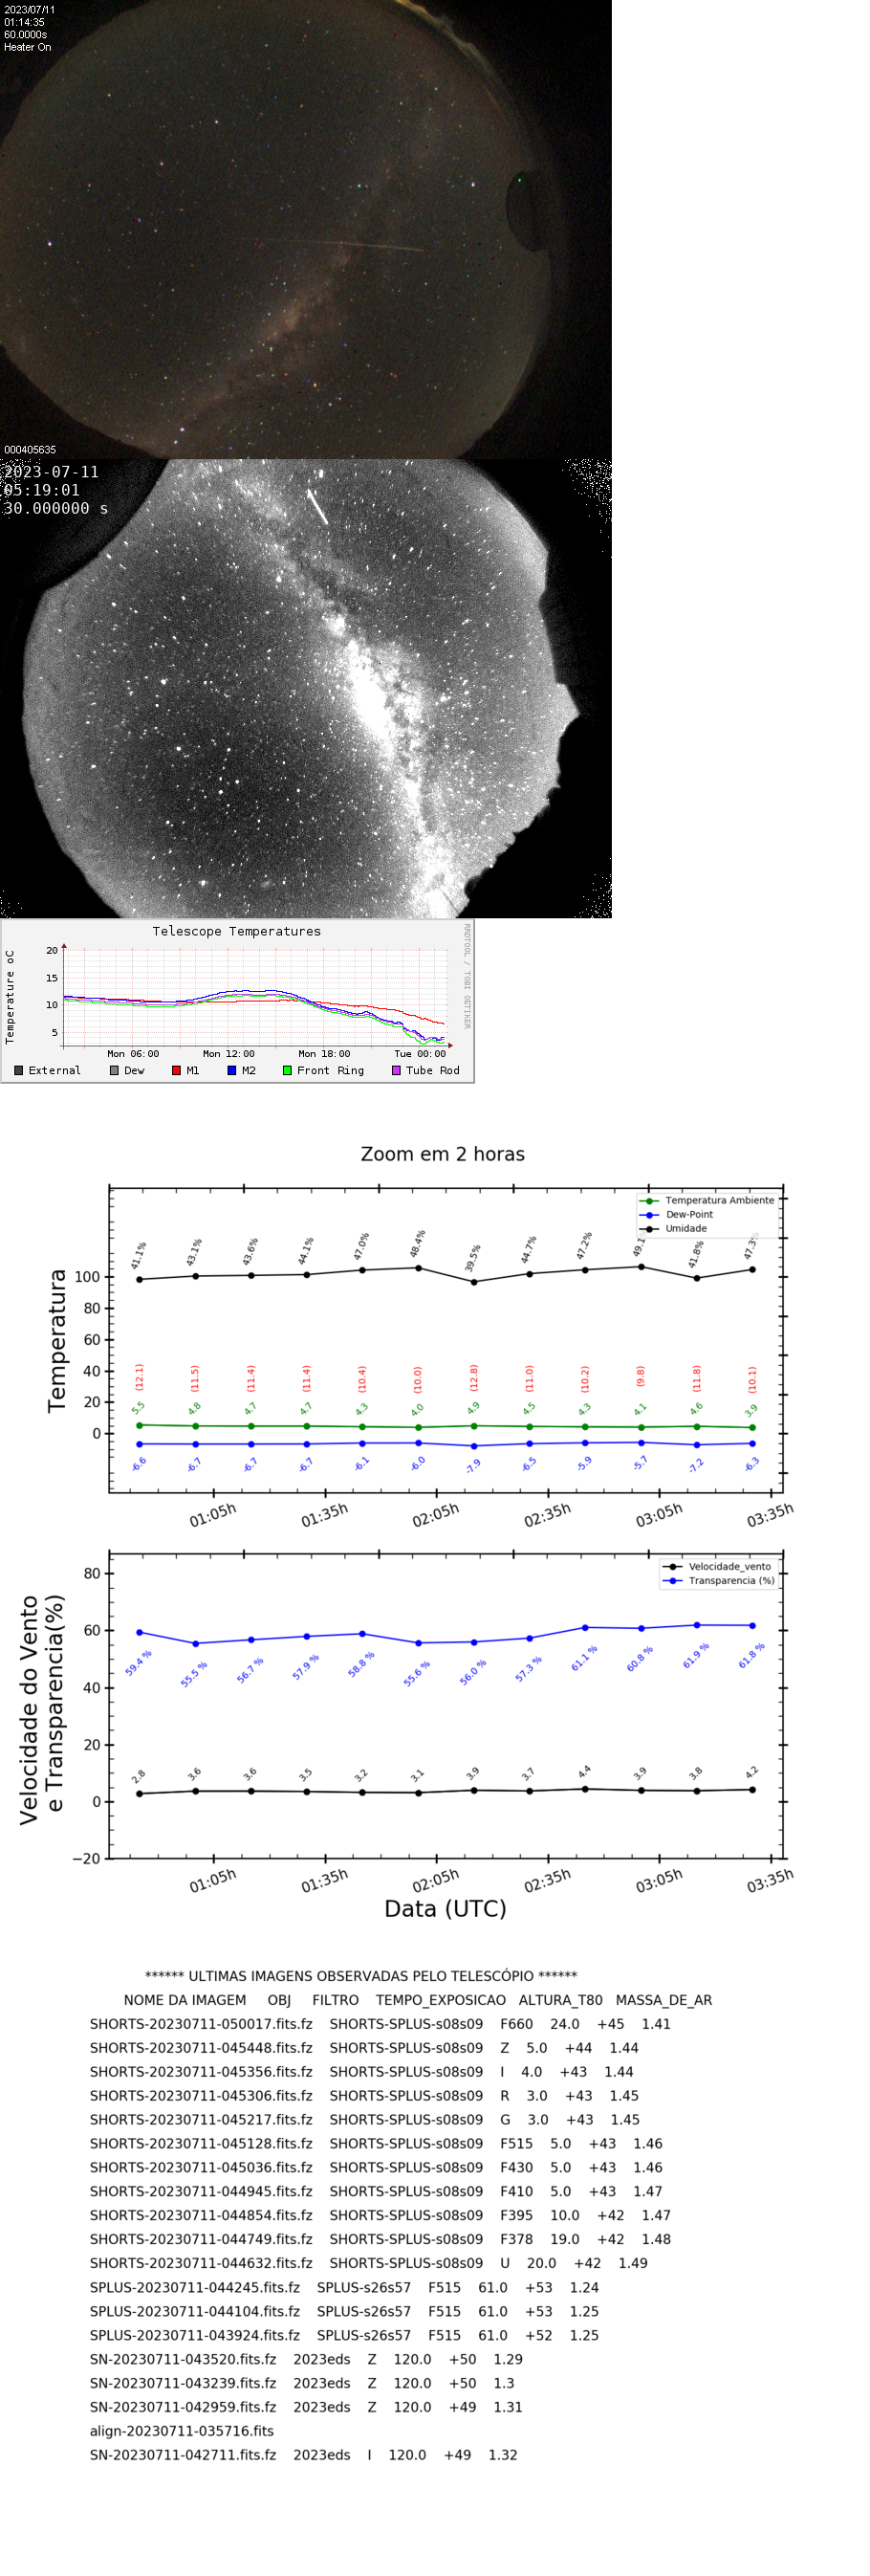 2023/07/11
01:14:35
60.0000s
Heater On
000405635
2023-07-11
05:19:01
30.000000 s
Telescope Temperatures
RRDTOOL / TOBI OETIKER
Temperature oC
20
15
10
5
Mon 06:00 Mon 12:00 Mon 18:00 Tue 00:00
External Dew M1 M2 Front Ring Tube Rod
Zoom em 2 horas
Temperatura Ambiente
Dew-Point
Umidade
Temperatura
100
80
60
40
20
0
41.1% 43.1% 43.6% 44.1% 47.0% 48.4% 39.5% 44.7% 47.2% 49.1 41.8% 47.3%
(12.1) (11.5) (11.4) (11.4) (10.4) (10.0) (12.8) (11.0) (10.2) (9.8) (11.8) (10.1)
5.5 4.8 4.7 4.7 4.3 4.0 4.9 4.5 4.3 4.1 4.6 3.9
-6.6 -6.7 -6.7 -6.7 -6.1 -6.0 -7.9 -6.5 -5.9 -5.7 -7.2 -6.3
01:05h 01:35h 02:05h 02:35h 03:05h 03:35h
Velocidade_vento
Transparencia (%)
Velocidade do Vento
e Transparencia(%)
80
60
40
20
0
−20
59.4 % 55.5 % 56.7 % 57.9 % 58.8 % 55.6 % 56.0 % 57.3 % 61.1 % 60.8 % 61.9 % 61.8 %
2.8 3.6 3.6 3.5 3.2 3.1 3.9 3.7 4.4 3.9 3.8 4.2
01:05h 01:35h 02:05h 02:35h 03:05h 03:35h
Data (UTC)
****** ULTIMAS IMAGENS OBSERVADAS PELO TELESCÓPIO ******
NOME DA IMAGEM OBJ FILTRO TEMPO_EXPOSICAO ALTURA_T80 MASSA_DE_AR
SHORTS-20230711-050017.fits.fz SHORTS-SPLUS-s08s09 F660 24.0 +45 1.41
SHORTS-20230711-045448.fits.fz SHORTS-SPLUS-s08s09 Z 5.0 +44 1.44
SHORTS-20230711-045356.fits.fz SHORTS-SPLUS-s08s09 I 4.0 +43 1.44
SHORTS-20230711-045306.fits.fz SHORTS-SPLUS-s08s09 R 3.0 +43 1.45
SHORTS-20230711-045217.fits.fz SHORTS-SPLUS-s08s09 G 3.0 +43 1.45
SHORTS-20230711-045128.fits.fz SHORTS-SPLUS-s08s09 F515 5.0 +43 1.46
SHORTS-20230711-045036.fits.fz SHORTS-SPLUS-s08s09 F430 5.0 +43 1.46
SHORTS-20230711-044945.fits.fz SHORTS-SPLUS-s08s09 F410 5.0 +43 1.47
SHORTS-20230711-044854.fits.fz SHORTS-SPLUS-s08s09 F395 10.0 +42 1.47
SHORTS-20230711-044749.fits.fz SHORTS-SPLUS-s08s09 F378 19.0 +42 1.48
SHORTS-20230711-044632.fits.fz SHORTS-SPLUS-s08s09 U 20.0 +42 1.49
SPLUS-20230711-044245.fits.fz SPLUS-s26s57 F515 61.0 +53 1.24
SPLUS-20230711-044104.fits.fz SPLUS-s26s57 F515 61.0 +53 1.25
SPLUS-20230711-043924.fits.fz SPLUS-s26s57 F515 61.0 +52 1.25
SN-20230711-043520.fits.fz 2023eds Z 120.0 +50 1.29
SN-20230711-043239.fits.fz 2023eds Z 120.0 +50 1.3
SN-20230711-042959.fits.fz 2023eds Z 120.0 +49 1.31
align-20230711-035716.fits
SN-20230711-042711.fits.fz 2023eds I 120.0 +49 1.32